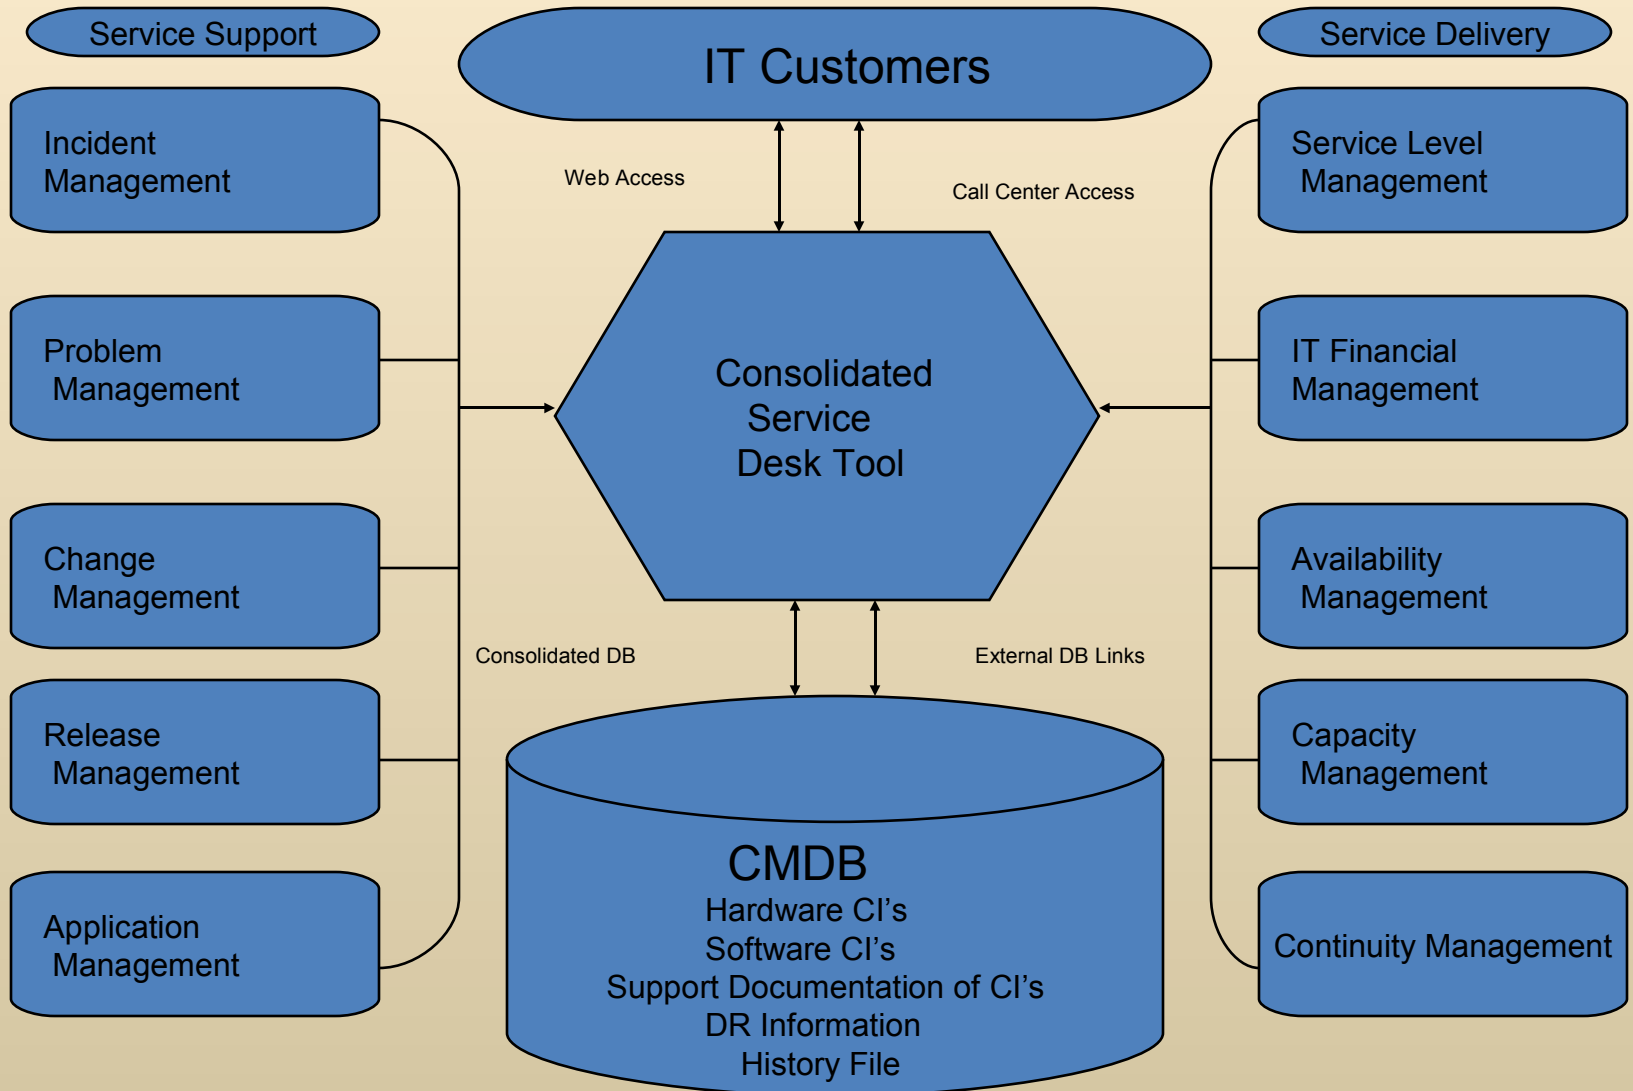 Service Support
IT Customers
Service Delivery
Incident
Management
Problem
Management
Change
Management
Release
Management
Application
Management
Web Access
Call Center Access
Consolidated
Service
Desk Tool
Consolidated DB
External DB Links
CMDB
Hardware CI’s
Software CI’s
Support Documentation of CI’s
DR Information
History File
Service Level
Management
IT Financial
Management
Availability
Management
Capacity
Management
Continuity Management